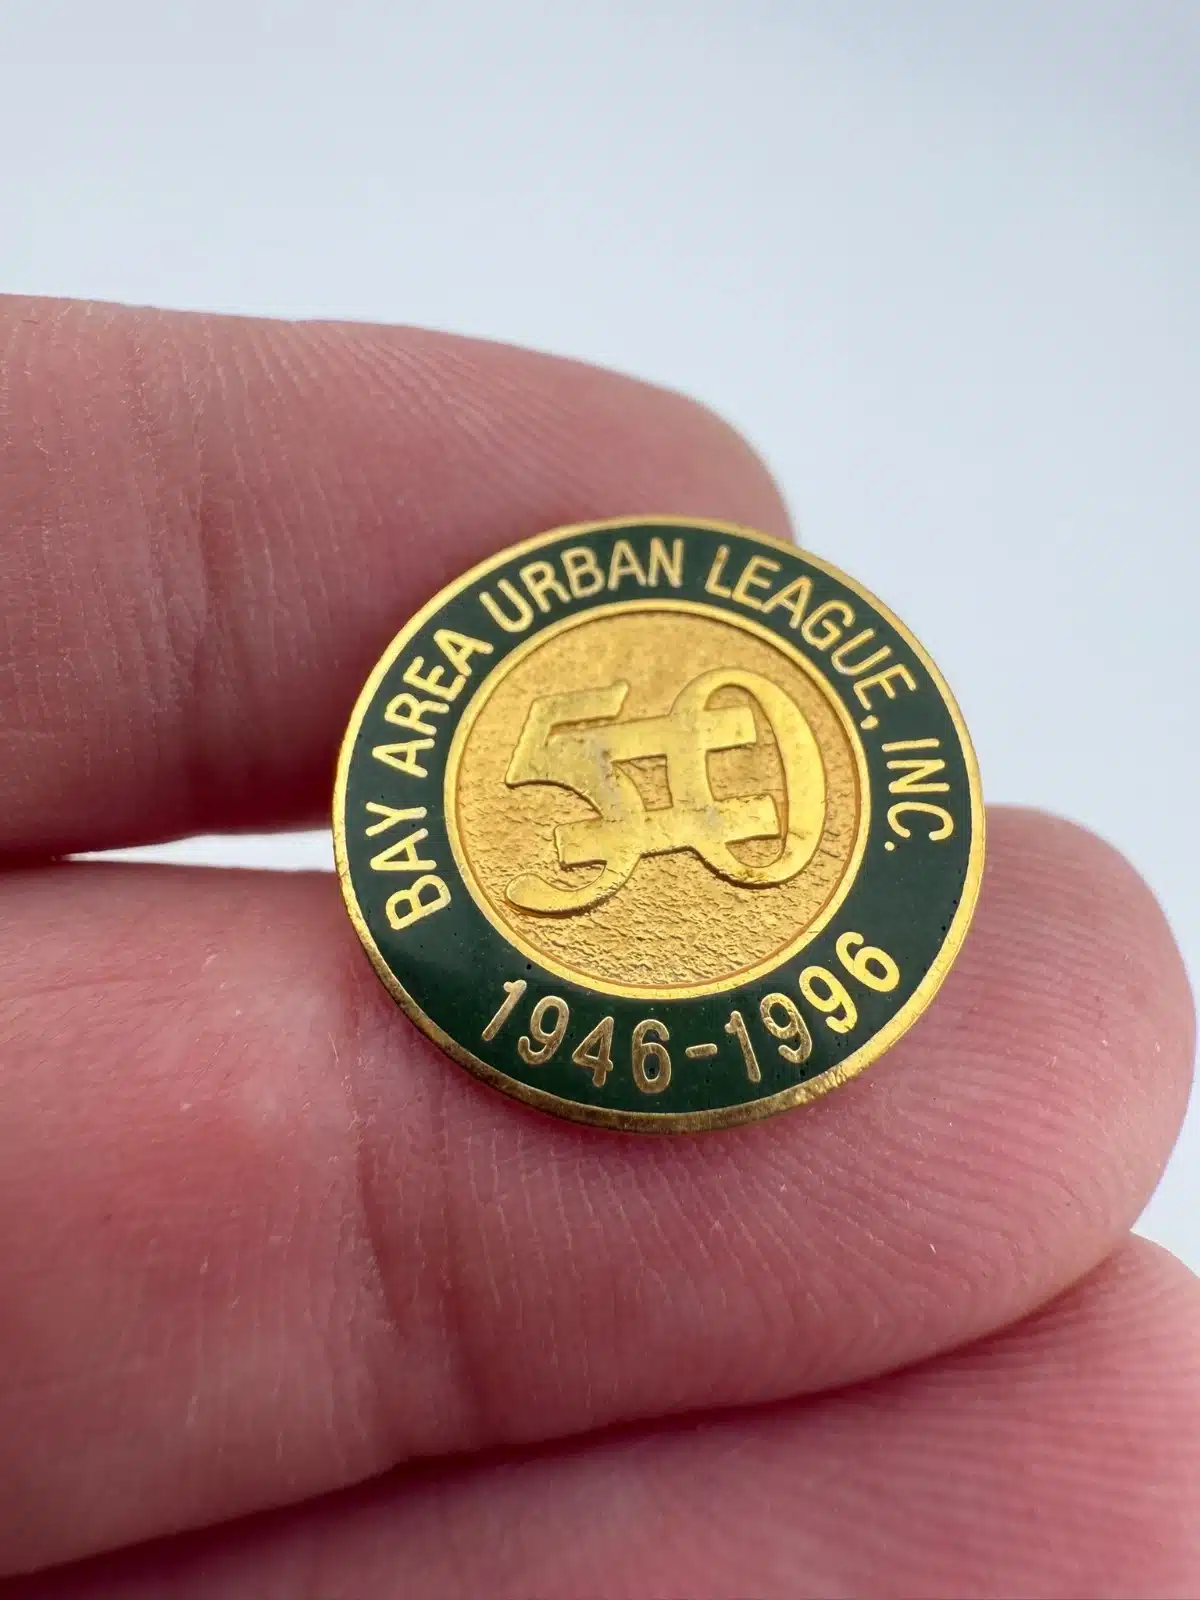 BAY AREA URBAN LEAGUE, INC.
50
1946-1996